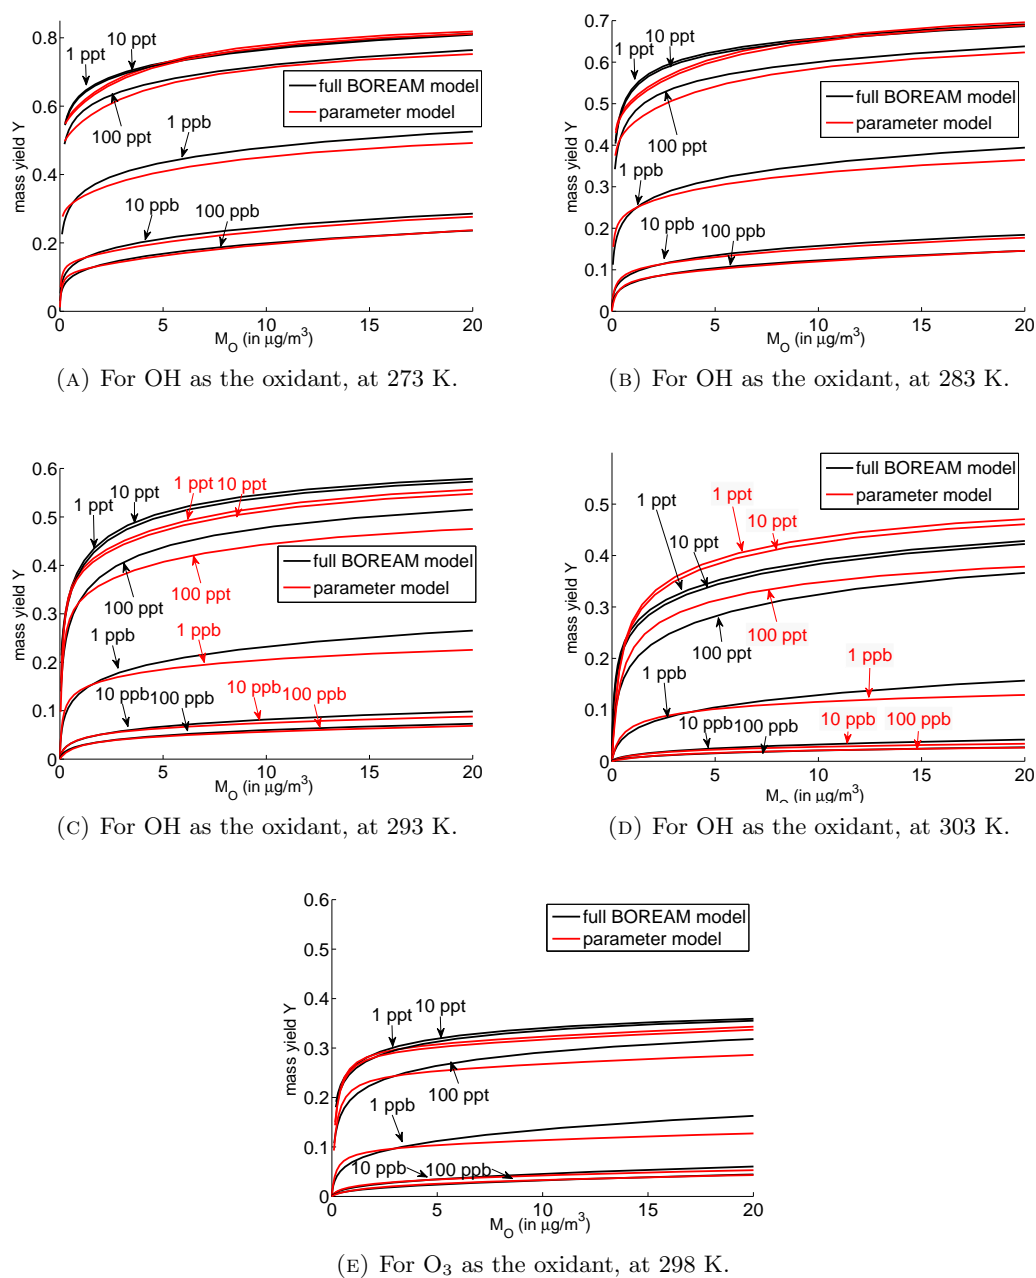 0.8
0.6
0.4
0.2
0
mass yield Y
1 ppt
10 ppt
100 ppt
1 ppb
10 ppb
100 ppb
full BOREAM model
parameter model
0 5 10 15 20
M_O (in μg/m³)
(A) For OH as the oxidant, at 273 K.
0.7
0.6
0.5
0.4
0.3
0.2
0.1
0
mass yield Y
1 ppt
10 ppt
100 ppt
1 ppb
10 ppb
100 ppb
full BOREAM model
parameter model
0 5 10 15 20
M_O (in μg/m³)
(B) For OH as the oxidant, at 283 K.
0.6
0.5
0.4
0.3
0.2
0.1
0
mass yield Y
1 ppt
10 ppt
1 ppt
10 ppt
100 ppt
100 ppt
1 ppb
1 ppb
10 ppb
100 ppb
10 ppb
100 ppb
full BOREAM model
parameter model
0 5 10 15 20
M_O (in μg/m³)
(C) For OH as the oxidant, at 293 K.
0.5
0.4
0.3
0.2
0.1
0
mass yield Y
1 ppt
10 ppt
1 ppt
10 ppt
100 ppt
100 ppt
1 ppb
1 ppb
10 ppb
100 ppb
10 ppb
100 ppb
full BOREAM model
parameter model
0 5 10 15 20
M_O (in μg/m³)
(D) For OH as the oxidant, at 303 K.
0.6
0.5
0.4
0.3
0.2
0.1
0
mass yield Y
1 ppt
10 ppt
100 ppt
1 ppb
10 ppb
100 ppb
full BOREAM model
parameter model
0 5 10 15 20
M_O (in μg/m³)
(E) For O₃ as the oxidant, at 298 K.